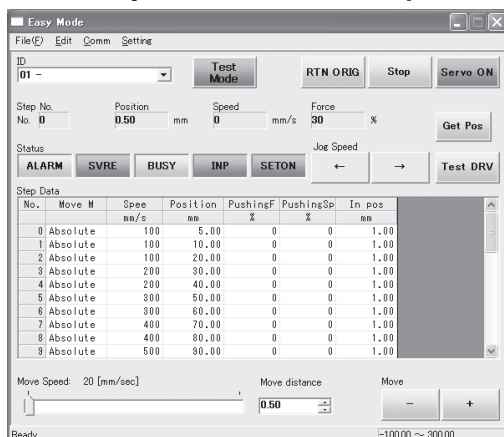 Easy Mode
File(F) Edit Comm Setting
ID
01 -
Test Mode
RTN ORIG
Stop
Servo ON
Step No. Position Speed Force
No. 0 0.50 mm 0 mm/s 30 %
Get Pos
Status
Jog Speed
ALARM SVRE BUSY INP SETON ← → Test DRV
Step Data
No. Move M Spee Position PushingF PushingSp In pos
mm/s mm % % mm
0 Absolute 100 5.00 0 0 1.00
1 Absolute 100 10.00 0 0 1.00
2 Absolute 100 20.00 0 0 1.00
3 Absolute 200 30.00 0 0 1.00
4 Absolute 200 40.00 0 0 1.00
5 Absolute 300 50.00 0 0 1.00
6 Absolute 300 60.00 0 0 1.00
7 Absolute 400 70.00 0 0 1.00
8 Absolute 400 80.00 0 0 1.00
9 Absolute 500 90.00 0 0 1.00
Move Speed: 20 [mm/sec] Move distance Move
0.50 - +
Ready -100.00 ~ 300.00